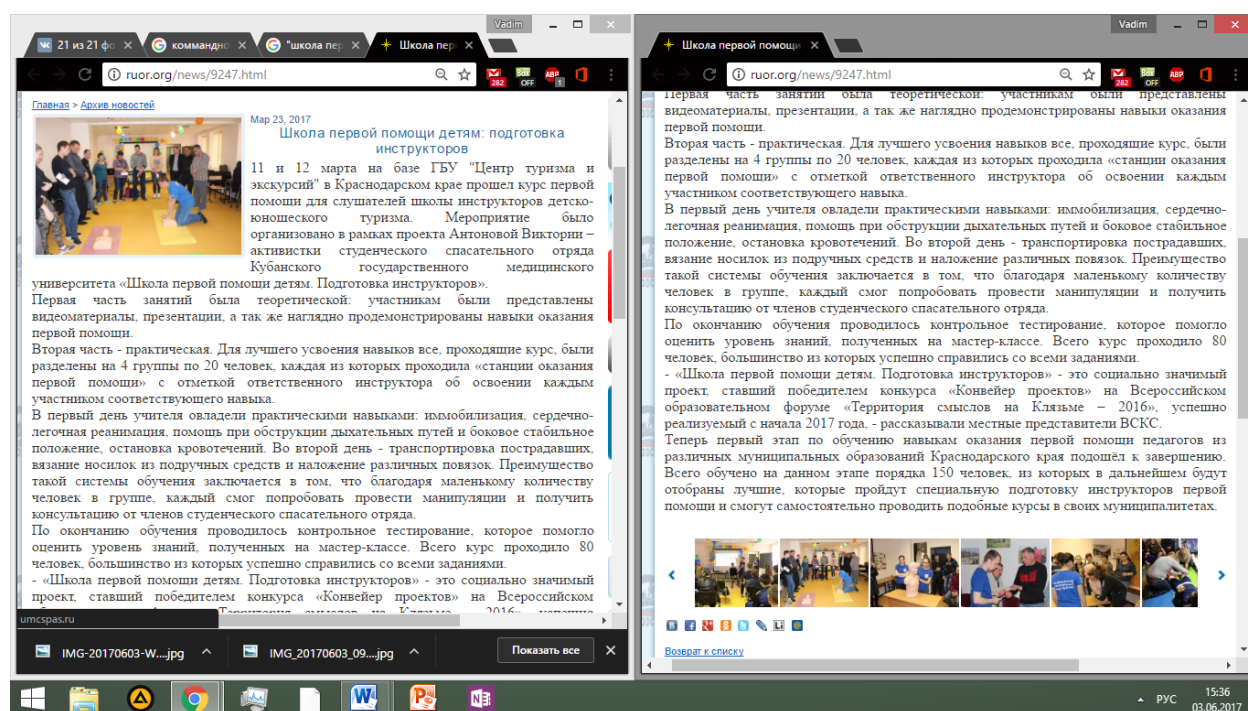 Vadim
21 из 21 фо
коммандно
"школа пер
Школа пер
ruor.org/news/9247.html
282
OFF
ABP
1
Главная > Архив новостей
Мар 23, 2017
Школа первой помощи детям: подготовка
инструкторов
11 и 12 марта на базе ГБУ "Центр туризма и
экскурсий" в Краснодарском крае прошел курс первой
помощи для слушателей школы инструкторов детско-
юношеского туризма. Мероприятие было
организовано в рамках проекта Антоновой Виктории –
активистки студенческого спасательного отряда
Кубанского государственного медицинского
университета «Школа первой помощи детям. Подготовка инструкторов».
Первая часть занятий была теоретической: участникам были представлены
видеоматериалы, презентации, а так же наглядно продемонстрированы навыки оказания
первой помощи.
Вторая часть - практическая. Для лучшего усвоения навыков все, проходящие курс, были
разделены на 4 группы по 20 человек, каждая из которых проходила «станции оказания
первой помощи» с отметкой ответственного инструктора об освоении каждым
участником соответствующего навыка.
В первый день учителя овладели практическими навыками: иммобилизация, сердечно-
легочная реанимация, помощь при обструкции дыхательных путей и боковое стабильное
положение, остановка кровотечений. Во второй день - транспортировка пострадавших,
вязание носилок из подручных средств и наложение различных повязок. Преимущество
такой системы обучения заключается в том, что благодаря маленькому количеству
человек в группе, каждый смог попробовать провести манипуляции и получить
консультацию от членов студенческого спасательного отряда.
По окончанию обучения проводилось контрольное тестирование, которое помогло
оценить уровень знаний, полученных на мастер-классе. Всего курс проходило 80
человек, большинство из которых успешно справились со всеми заданиями.
- «Школа первой помощи детям. Подготовка инструкторов» - это социально значимый
проект, ставший победителем конкурса «Конвейер проектов» на Всероссийском
umcspas.ru
IMG-20170603-W....jpg
IMG_20170603_09....jpg
Показать все
Vadim
Школа первой помощи
ruor.org/news/9247.html
282
OFF
ABP
Первая часть занятий была теоретической: участникам были представлены
видеоматериалы, презентации, а так же наглядно продемонстрированы навыки оказания
первой помощи.
Вторая часть - практическая. Для лучшего усвоения навыков все, проходящие курс, были
разделены на 4 группы по 20 человек, каждая из которых проходила «станции оказания
первой помощи» с отметкой ответственного инструктора об освоении каждым
участником соответствующего навыка.
В первый день учителя овладели практическими навыками: иммобилизация, сердечно-
легочная реанимация, помощь при обструкции дыхательных путей и боковое стабильное
положение, остановка кровотечений. Во второй день - транспортировка пострадавших,
вязание носилок из подручных средств и наложение различных повязок. Преимущество
такой системы обучения заключается в том, что благодаря маленькому количеству
человек в группе, каждый смог попробовать провести манипуляции и получить
консультацию от членов студенческого спасательного отряда.
По окончанию обучения проводилось контрольное тестирование, которое помогло
оценить уровень знаний, полученных на мастер-классе. Всего курс проходило 80
человек, большинство из которых успешно справились со всеми заданиями.
- «Школа первой помощи детям. Подготовка инструкторов» - это социально значимый
проект, ставший победителем конкурса «Конвейер проектов» на Всероссийском
образовательном форуме «Территория смыслов на Клязьме – 2016», успешно
реализуемый с начала 2017 года, - рассказывали местные представители ВСКС.
Теперь первый этап по обучению навыкам оказания первой помощи педагогов из
различных муниципальных образований Краснодарского края подошёл к завершению.
Всего обучено на данном этапе порядка 150 человек, из которых в дальнейшем будут
отобраны лучшие, которые пройдут специальную подготовку инструкторов первой
помощи и смогут самостоятельно проводить подобные курсы в своих муниципалитетах.
Возврат к списку
РУС
15:36
03.06.2017